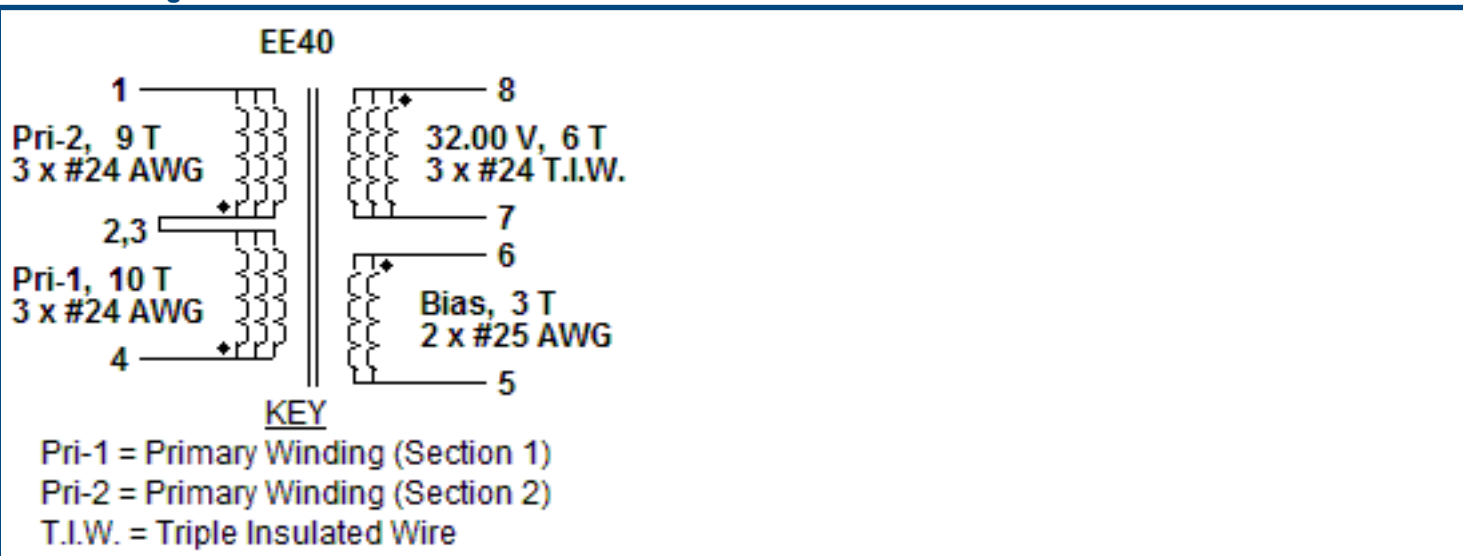 EE40
1
8
Pri-2, 9 T
3 x #24 AWG
32.00 V, 6 T
3 x #24 T.I.W.
2,3
7
6
Pri-1, 10 T
3 x #24 AWG
Bias, 3 T
2 x #25 AWG
4
5
KEY
Pri-1 = Primary Winding (Section 1)
Pri-2 = Primary Winding (Section 2)
T.I.W. = Triple Insulated Wire